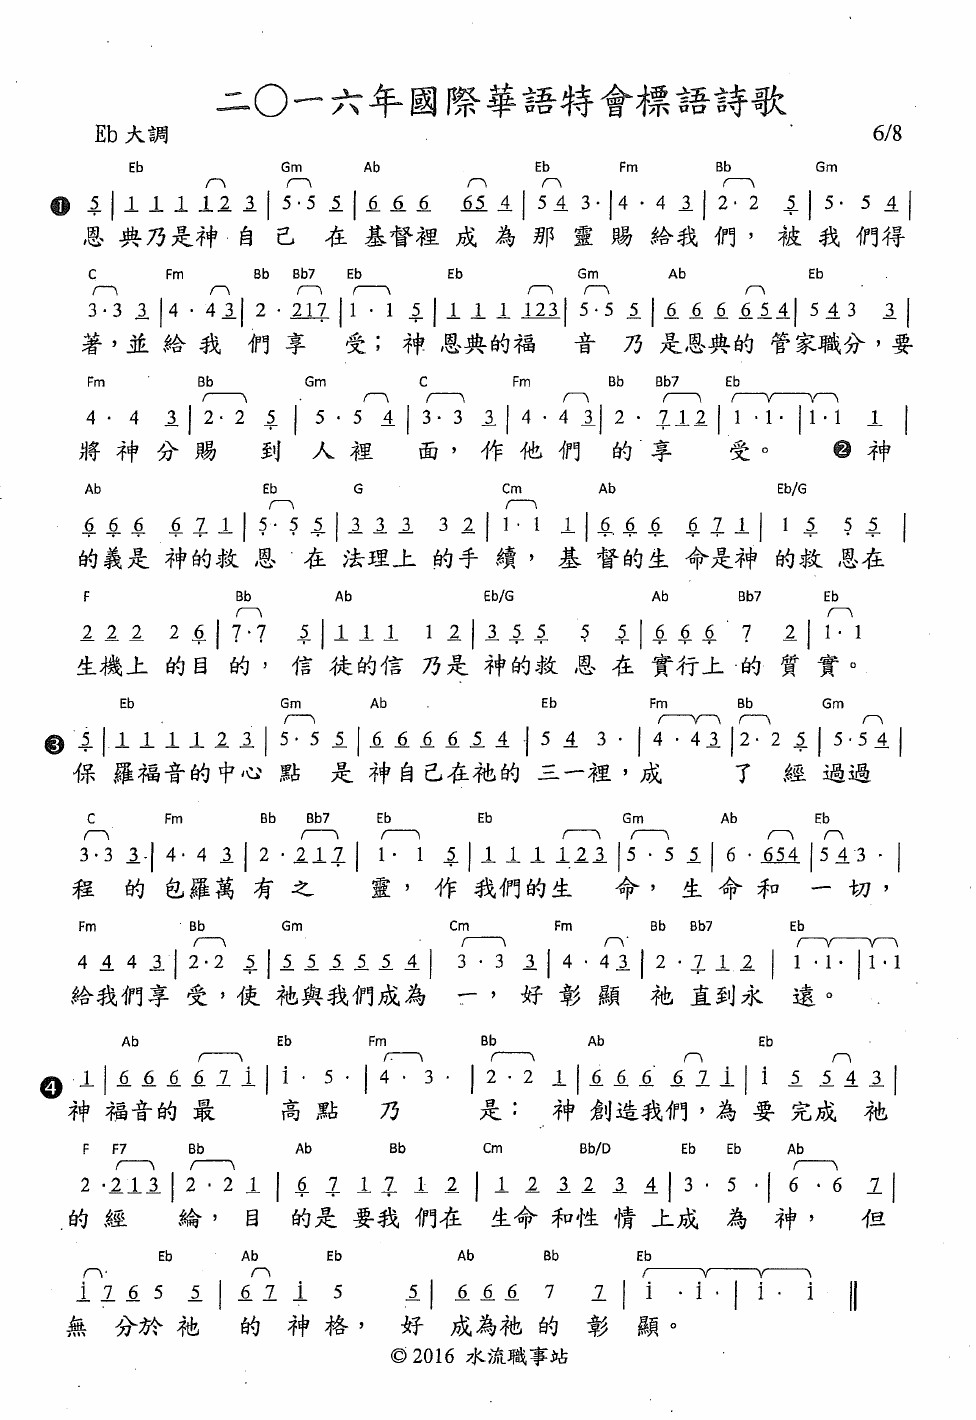 二〇一六年國際華語特會標語詩歌
Eb 大調 6/8
Eb Gm Ab Eb Fm Bb Gm
❶ 5 | 1 1 1 12 3 | 5·5 5 | 6 6 6 65 4 | 54 3· | 4·4 3 | 2·2 5 | 5·5 4 |
恩典乃是神自己在基督裡成為那靈賜給我們，被我們得
C Fm Bb Bb7 Eb Eb Gm Ab Eb
3·3 3 | 4·43 | 2·217 | 1·1 5 | 1 1 1 123 | 5·5 5 | 6 6 6 654 | 543 3 |
著，並給我們享受；神恩典的福音乃是恩典的管家職分，要
Fm Bb Gm C Fm Bb Bb7 Eb
4·4 3 | 2·2 5 | 5·5 4 | 3·3 3 | 4·43 | 2·712 | 1·1· | 1·1 1 |
將神分賜到人裡面，作他們的享受。❷神
Ab Eb G Cm Ab Eb/G
6 6 6 6 7 1 | 5·5 5 | 3 3 3 3 2 | 1·1 1 | 6 6 6 6 7 1 | 1 5 5 5 |
的義是神的救恩在法理上的手續，基督的生命是神的救恩在
F Bb Ab Eb/G Ab Bb7 Eb
2 2 2 2 6 | 7·7 5 | 1 1 1 1 2 | 3 5 5 5 5 | 6 6 6 7 2 | 1·1
生機上的目的，信徒的信乃是神的救恩在實行上的質實。
Eb Gm Ab Eb Fm Bb Gm
❸ 5 | 1 1 1 1 2 3 | 5·5 5 | 6 6 6 6 5 4 | 5 4 3· | 4·43 | 2·2 5 | 5·54 |
保羅福音的中心點是神自己在祂的三一裡，成了經過過
C Fm Bb Bb7 Eb Eb Gm Ab Eb
3·3 3 | 4·4 3 | 2·217 | 1·1 5 | 1 1 1 123 | 5·5 5 | 6·654 | 543· |
程的包羅萬有之靈，作我們的生命，生命和一切，
Fm Bb Gm Cm Fm Bb Bb7 Eb
4 4 4 3 | 2·2 5 | 5 5 5 5 5 4 | 3·3 3 | 4·43 | 2·7 1 2 | 1·1· | 1·1
給我們享受，使祂與我們成為一，好彰顯祂直到永遠。
Ab Eb Fm Bb Ab Eb
❹ 1 | 6 6 6 6 7 1 | 1·5· | 4·3· | 2·2 1 | 6 6 6 6 7 1 | 1 5 5 4 3 |
神福音的最高點乃是：神創造我們，為要完成祂
F F7 Bb Ab Bb Cm Bb/D Eb Eb Ab
2·213 | 2·2 1 | 6 7 1 7 1 2 | 1 2 3 2 3 4 | 3·5· | 6·6 7 |
的經綸，目的是要我們在生命和性情上成為神，但
Eb Ab Eb Ab Bb Eb
1 7 6 5 5 | 6 7 1 5 5 | 6 6 6 7 7 | 1·1· | 1·1 ‖
無分於祂的神格，好成為祂的彰顯。
©2016 水流職事站